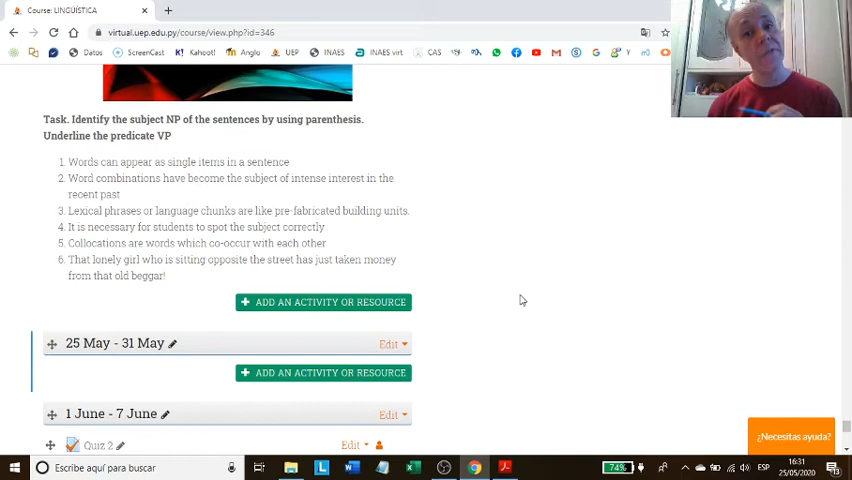 Course: LINGÜÍSTICA
virtual.uep.edu.py/course/view.php?id=346
Datos ScreenCast Kahoot! Anglo UEP INAES INAES virt. CAS Y
Task. Identify the subject NP of the sentences by using parenthesis.
Underline the predicate VP
1. Words can appear as single items in a sentence
2. Word combinations have become the subject of intense interest in the
recent past
3. Lexical phrases or language chunks are like pre-fabricated building units.
4. It is necessary for students to spot the subject correctly
5. Collocations are words which co-occur with each other
6. That lonely girl who is sitting opposite the street has just taken money
from that old beggar!
+ ADD AN ACTIVITY OR RESOURCE
25 May - 31 May Edit
+ ADD AN ACTIVITY OR RESOURCE
1 June - 7 June Edit
Quiz 2 Edit
¿Necesitas ayuda?
Escribe aquí para buscar
74%
ESP
16:31
25/05/2020